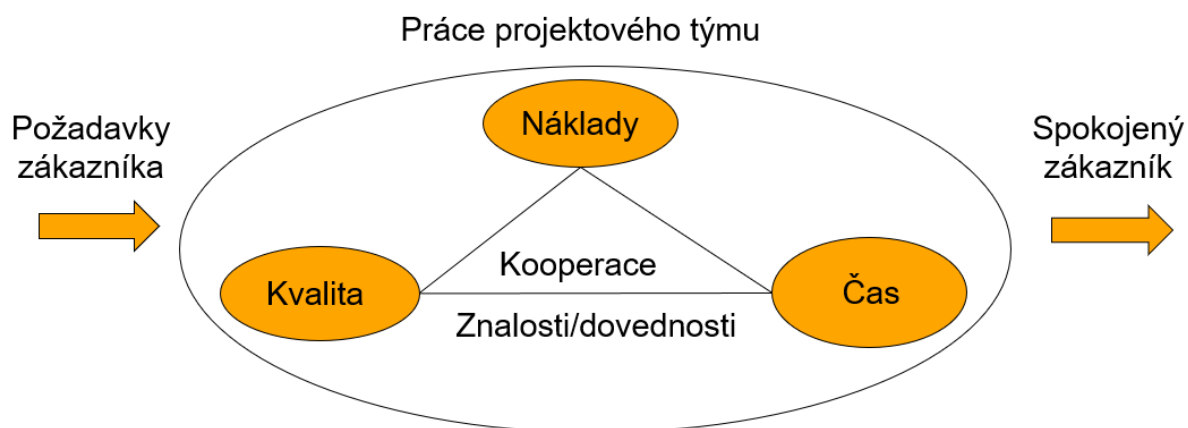 Práce projektového týmu
Požadavky
zákazníka
Náklady
Spokojený
zákazník
Kvalita
Kooperace
Čas
Znalosti/dovednosti